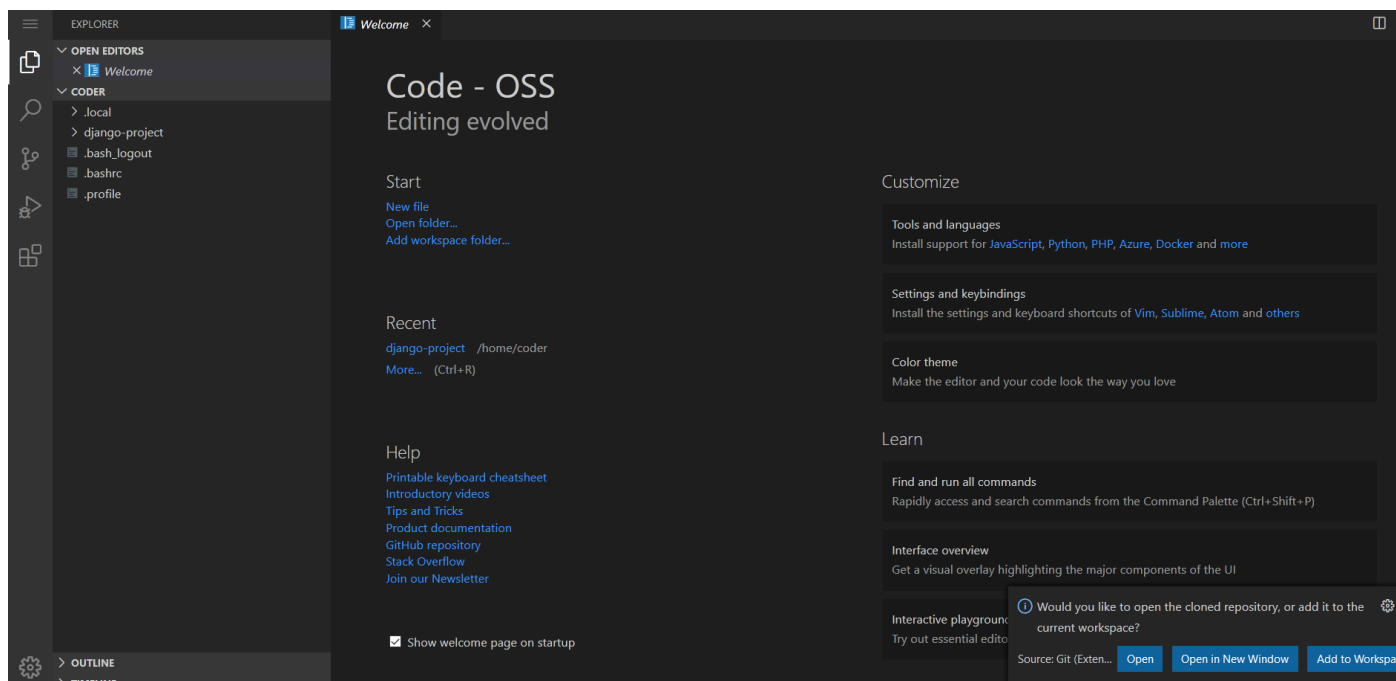 EXPLORER
OPEN EDITORS
Welcome
CODER
.local
django-project
.bash_logout
.bashrc
.profile
OUTLINE
TIMELINE
Welcome
Code - OSS
Editing evolved
Start
New file
Open folder...
Add workspace folder...
Recent
django-project /home/coder
More... (Ctrl+R)
Help
Printable keyboard cheatsheet
Introductory videos
Tips and Tricks
Product documentation
GitHub repository
Stack Overflow
Join our Newsletter
Show welcome page on startup
Customize
Tools and languages
Install support for JavaScript, Python, PHP, Azure, Docker and more
Settings and keybindings
Install the settings and keyboard shortcuts of Vim, Sublime, Atom and others
Color theme
Make the editor and your code look the way you love
Learn
Find and run all commands
Rapidly access and search commands from the Command Palette (Ctrl+Shift+P)
Interface overview
Get a visual overlay highlighting the major components of the UI
Interactive playground
Try out essential edito
Would you like to open the cloned repository, or add it to the
current workspace?
Source: Git (Exten... Open Open in New Window Add to Workspa